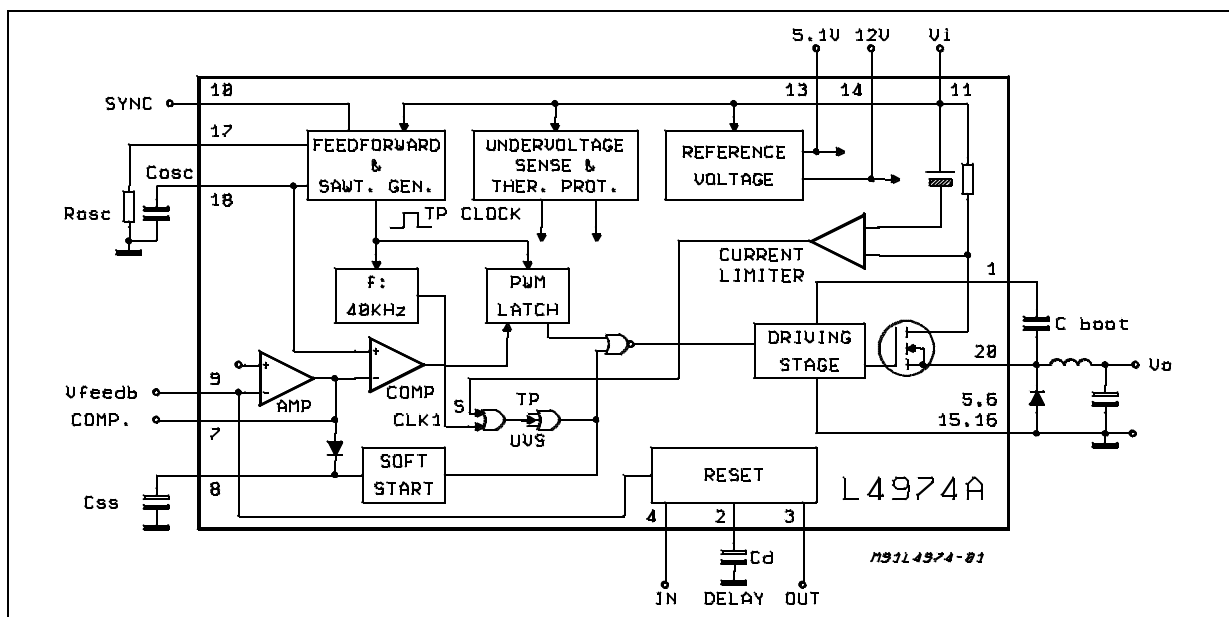 5.1V 12V Vi
10 13 14 11
SYNC
17
FEEDFORWARD
&
SAWT. GEN.
UNDERVOLTAGE
SENSE &
THER. PROT.
REFERENCE
VOLTAGE
Cosc
18
Rosc
TP CLOCK
CURRENT
LIMITER
1
F:
40KHz
PWM
LATCH
C boot
DRIVING
STAGE
20
Vo
+
-
AMP
+
-
COMP
9
Vfeedb
COMP.
7
S
CLK1
TP
UVS
5.6
15.16
SOFT
START
8
Css
RESET
L4974A
4 2 3
Cd
M91L4974-01
IN DELAY OUT